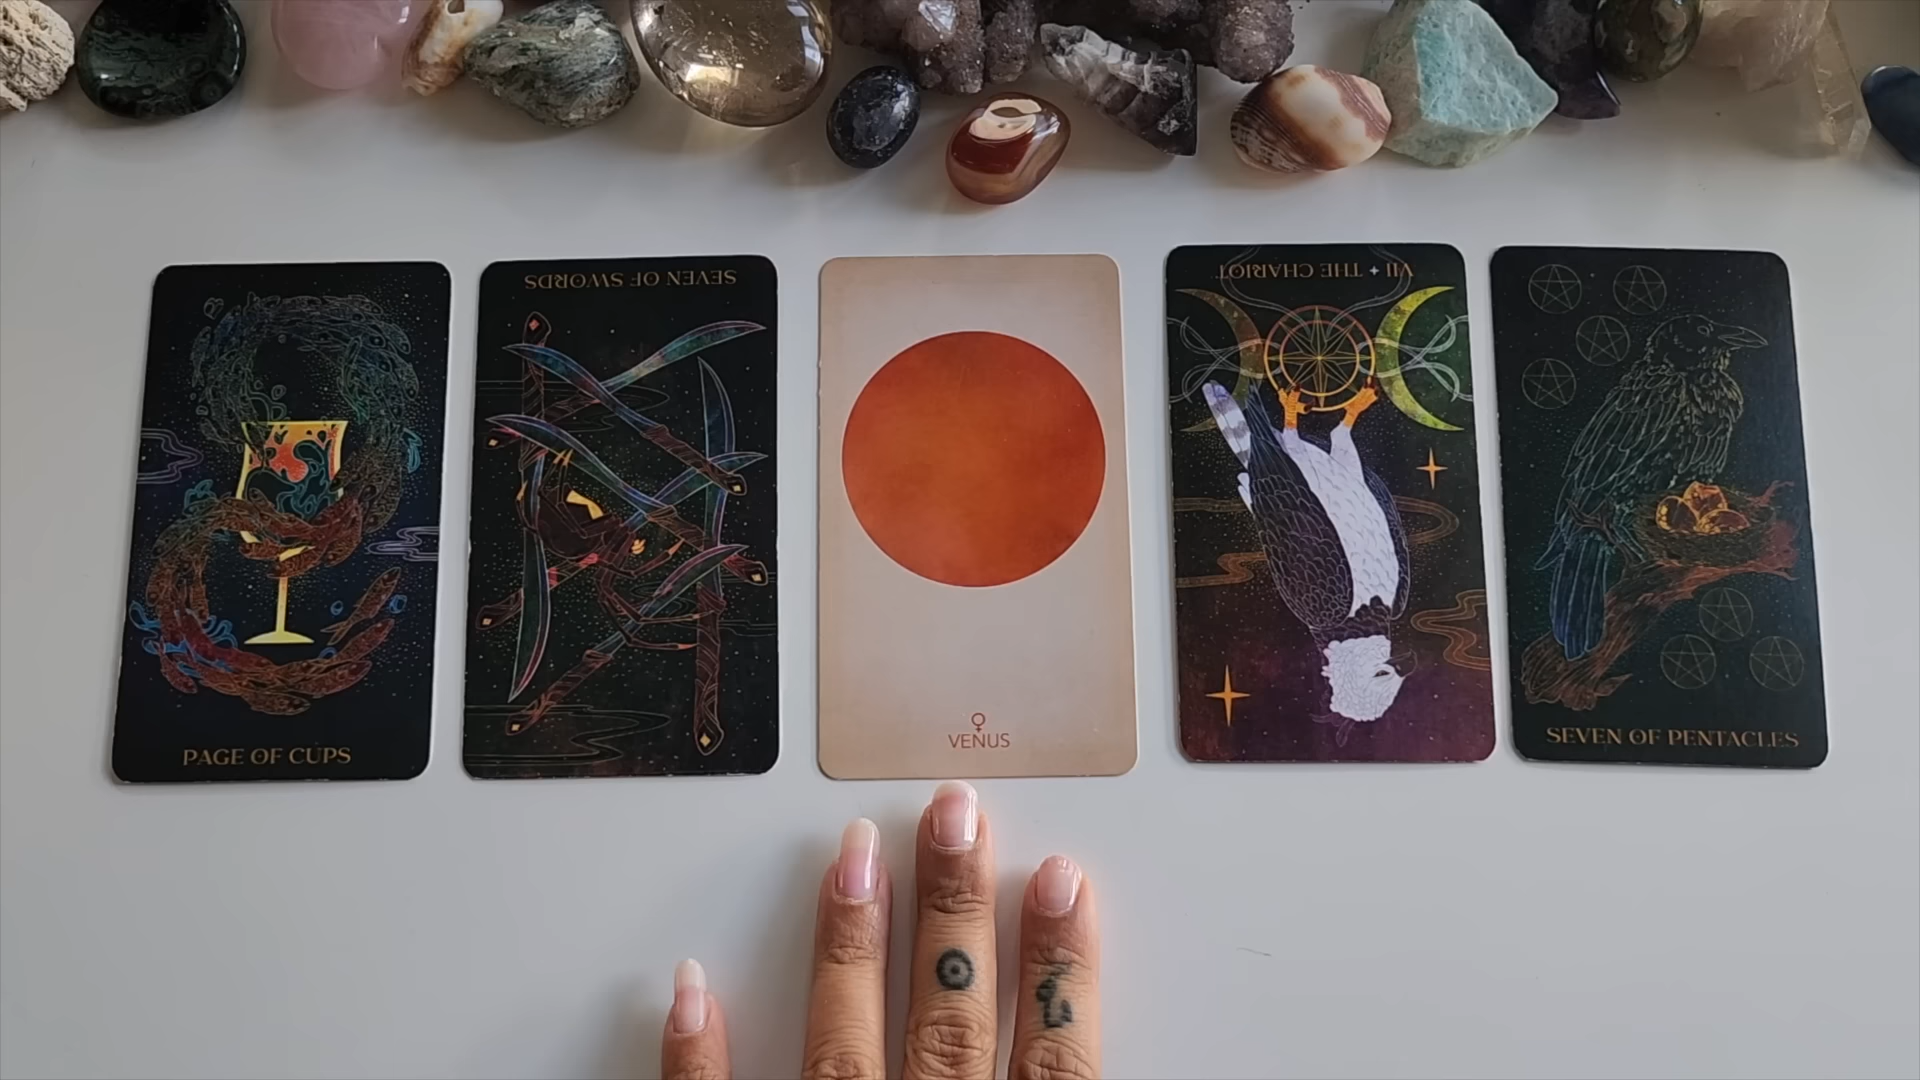 PAGE OF CUPS
SEVEN OF SWORDS
VENUS
VII ✦ THE CHARIOT
SEVEN OF PENTACLES